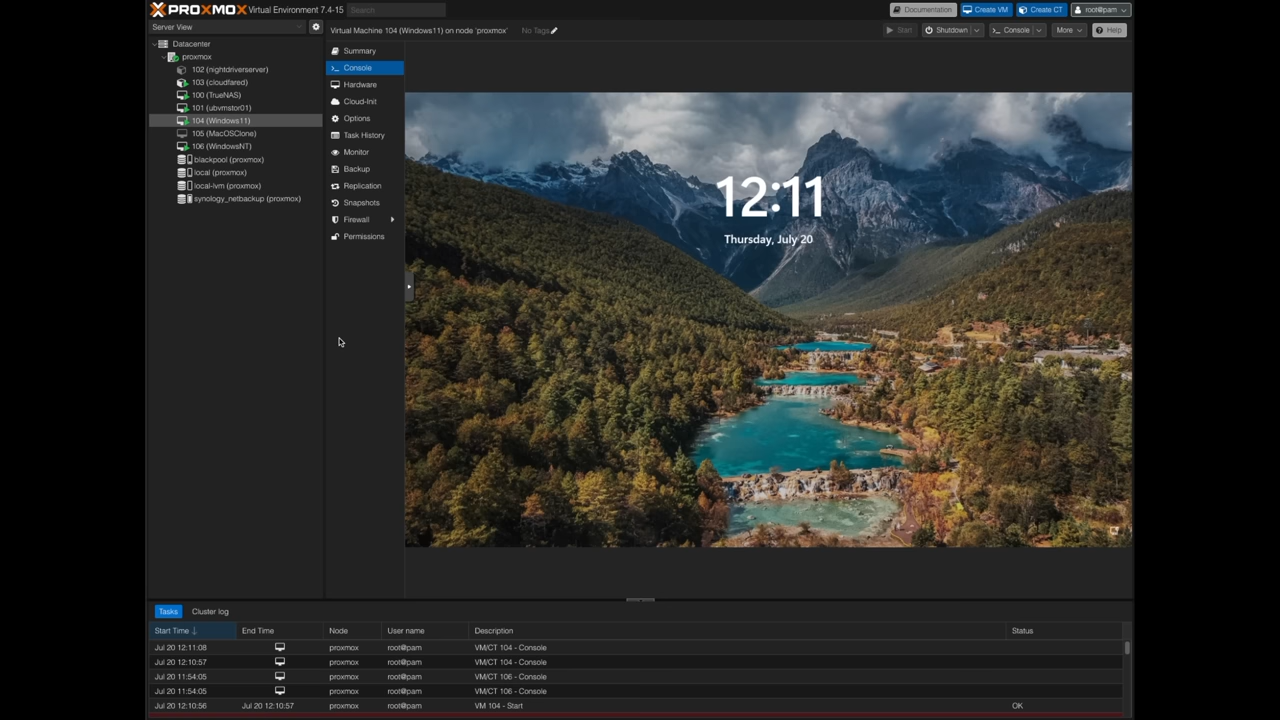 PROXMOX Virtual Environment 7.4-15 Search Documentation Create VM Create CT root@pam
Server View
Virtual Machine 104 (Windows11) on node 'proxmox' No Tags Start Shutdown Console More Help
Datacenter
proxmox
102 (nightdriverserver)
103 (cloudfared)
100 (TrueNAS)
101 (ubvmstor01)
104 (Windows11)
105 (MacOSClone)
106 (WindowsNT)
blackpool (proxmox)
local (proxmox)
local-lvm (proxmox)
synology_netbackup (proxmox)
Summary
Console
Hardware
Cloud-Init
Options
Task History
Monitor
Backup
Replication
Snapshots
Firewall
Permissions
12:11
Thursday, July 20
Tasks Cluster log
Start Time End Time Node User name Description Status
Jul 20 12:11:08 proxmox root@pam VM/CT 104 - Console
Jul 20 12:10:57 proxmox root@pam VM/CT 104 - Console
Jul 20 11:54:05 proxmox root@pam VM/CT 106 - Console
Jul 20 11:54:05 proxmox root@pam VM/CT 106 - Console
Jul 20 12:10:56 Jul 20 12:10:57 proxmox root@pam VM 104 - Start OK